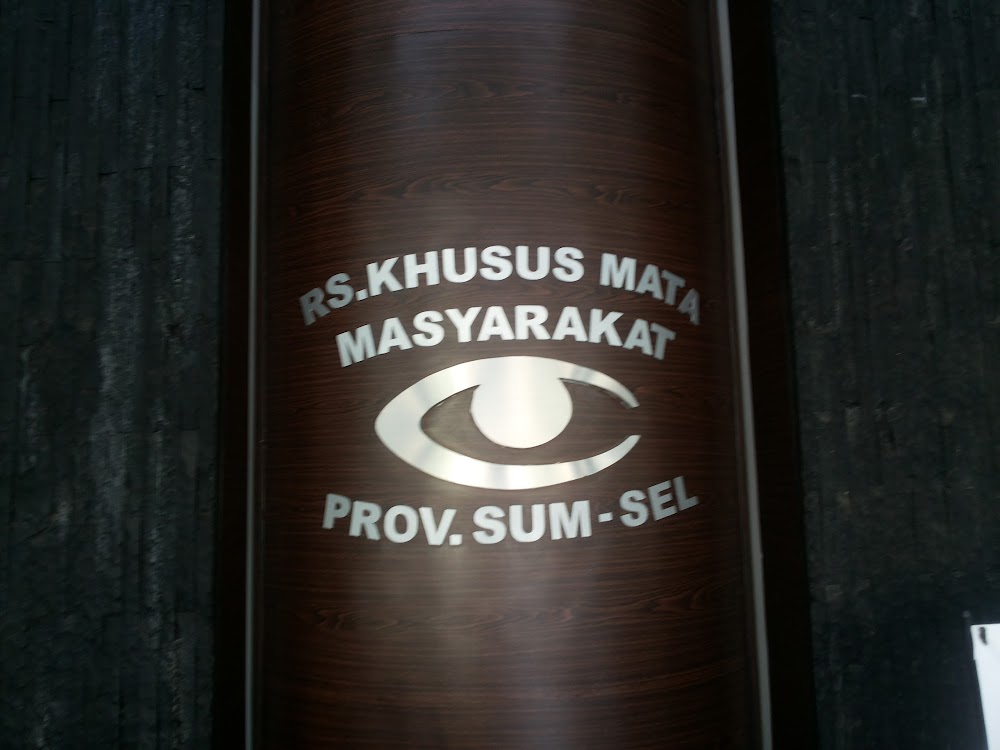 RS.KHUSUS MATA
MASYARAKAT
PROV. SUM-SEL